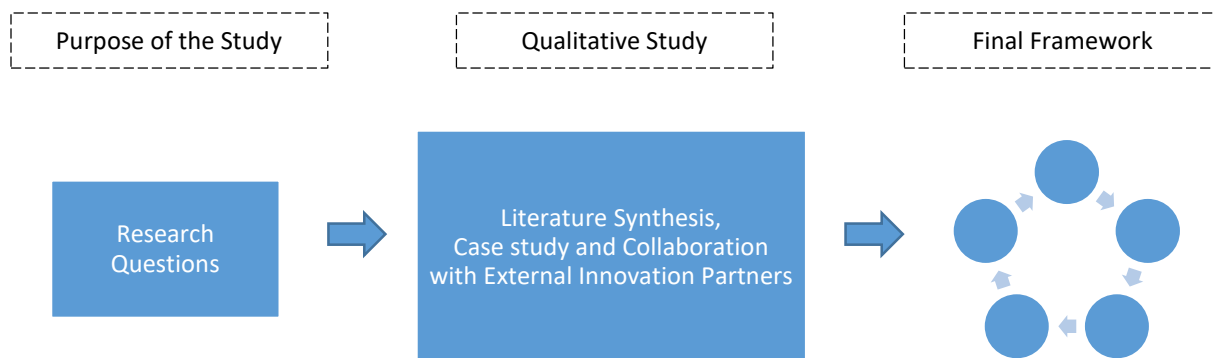 Purpose of the Study
Qualitative Study
Final Framework
Research
Questions
Literature Synthesis,
Case study and Collaboration
with External Innovation Partners